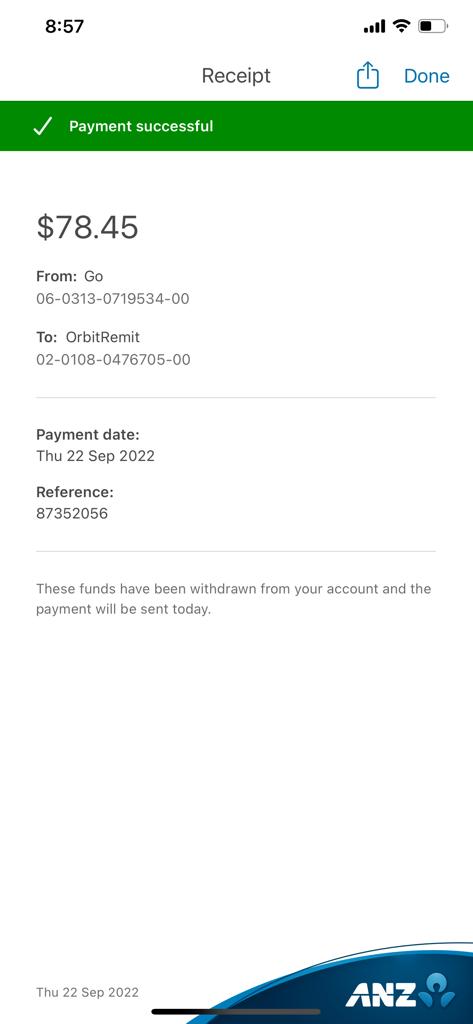 8:57
Receipt
Done
Payment successful
$78.45
From: Go
06-0313-0719534-00
To: OrbitRemit
02-0108-0476705-00
Payment date:
Thu 22 Sep 2022
Reference:
87352056
These funds have been withdrawn from your account and the
payment will be sent today.
Thu 22 Sep 2022
ANZ